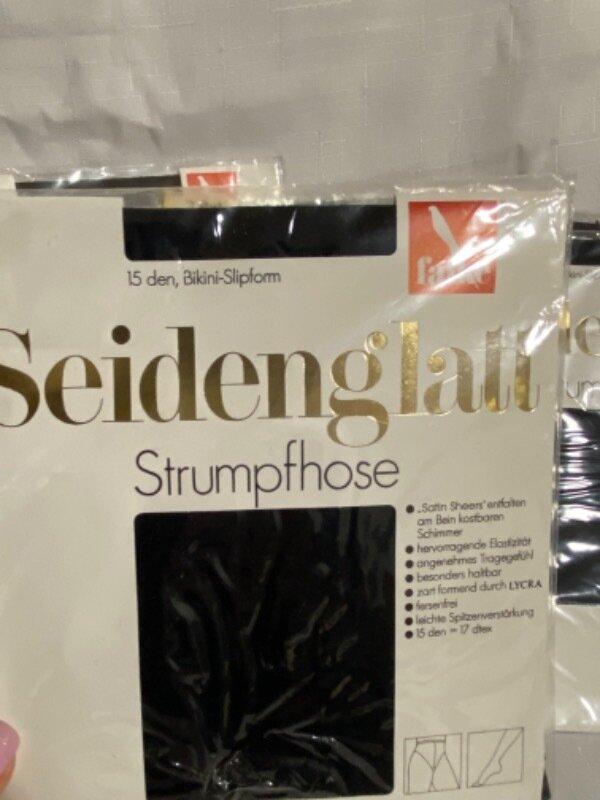 15 den, Bikini-Slipform
falke
Seidenglatt
Strumpfhose
● „Satin Sheers" entfalten
am Bein kostbaren
Schimmer
● hervorragende Elastizität
● angenehmes Tragegefühl
● besonders haltbar
● zart formend durch LYCRA
● fersenfrei
● leichte Spitzenverstärkung
● 15 den = 17 dtex